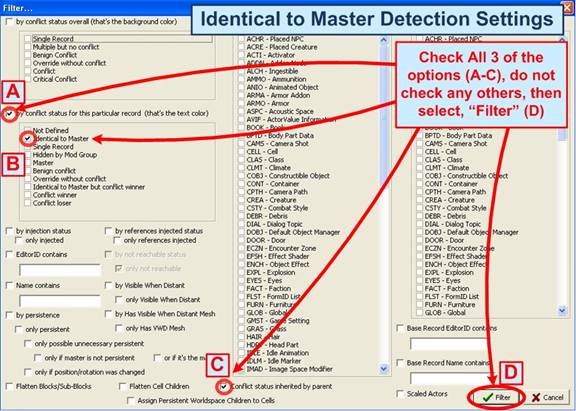 Filter...
Identical to Master Detection Settings
by conflict status overall (that's the background color)
Single Record
Multiple but no conflict
Benign Conflict
Override without conflict
Conflict
Critical Conflict
A
by conflict status for this particular record (that's the text color)
Not Defined
Identical to Master
Single Record
Hidden by Mod Group
Master
Benign conflict
Override without conflict
Identical to Master but conflict winner
Conflict winner
Conflict loser
B
by injection status
only injected
by references injected status
only references injected
EditorID contains
by not reachable status
only not reachable
Name contains
by Visible When Distant
only Visible When Distant
by persistence
by Has Visible When Distant Mesh
only persistent
only Has VWD Mesh
only possible unnecessary persistent
only if master is not persistent
or if it's the ma
only if position/rotation was changed
Flatten Blocks/Sub-Blocks
Flatten Cell Children
Assign Persistent Worldspace Children to Cells
C
Conflict status inherited by parent
ACHR - Placed NPC
ACRE - Placed Creature
ACTI - Activator
ALCH - Ingestible
AMMO - Ammunition
ANIO - Animated Object
ARMA - Armor Addon
ARMO - Armor
ASPC - Acoustic Space
AVIF - ActorValue Information
BOOK - Book
BPTD - Body Part Data
CAMS - Camera Shot
CELL - Cell
CLAS - Class
CLMT - Climate
COBJ - Constructible Object
CONT - Container
CPTH - Camera Path
CREA - Creature
CSTY - Combat Style
DEBR - Debris
DIAL - Dialog Topic
DOBJ - Default Object Manager
DOOR - Door
ECZN - Encounter Zone
EFSH - Effect Shader
ENCH - Object Effect
EXPL - Explosion
EYES - Eyes
FACT - Faction
FLST - FormID List
FURN - Furniture
GLOB - Global
GMST - Game Setting
GRAS - Grass
HAIR - Hair
HDPT - Head Part
IDLE - Idle Animation
IDLM - Idle Marker
IMAD - Image Space Modifier
Check All 3 of the
options (A-C), do not
check any others, then
select, “Filter” (D)
ACHR - Placed NPC
BPTD - Body Part Data
CAMS - Camera Shot
CELL - Cell
CLAS - Class
CLMT - Climate
COBJ - Constructible Object
CONT - Container
CPTH - Camera Path
CREA - Creature
CSTY - Combat Style
DEBR - Debris
DIAL - Dialog Topic
DOBJ - Default Object Manager
DOOR - Door
ECZN - Encounter Zone
EFSH - Effect Shader
ENCH - Object Effect
EXPL - Explosion
EYES - Eyes
FACT - Faction
FLST - FormID List
FURN - Furniture
GLOB - Global
Base Record EditorID contains
Base Record Name contains
Scaled Actors
D
Filter
Cancel